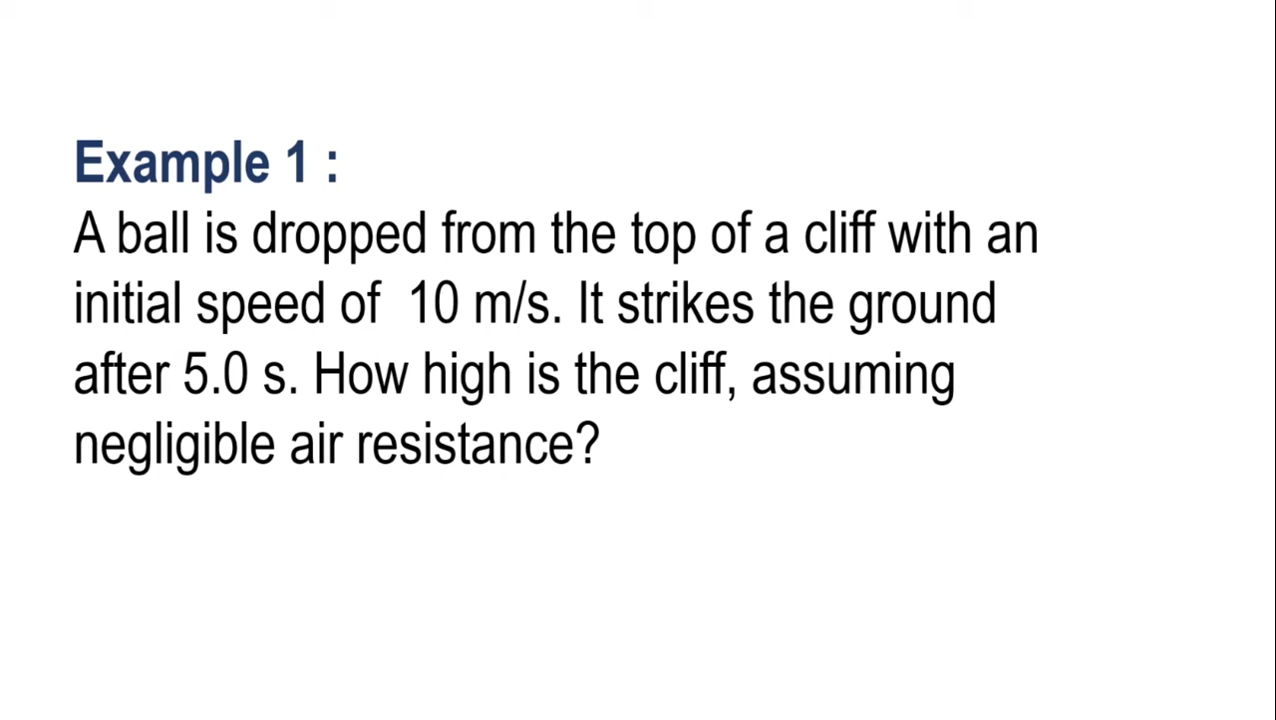 Example 1 :
A ball is dropped from the top of a cliff with an
initial speed of  10 m/s. It strikes the ground
after 5.0 s. How high is the cliff, assuming
negligible air resistance?